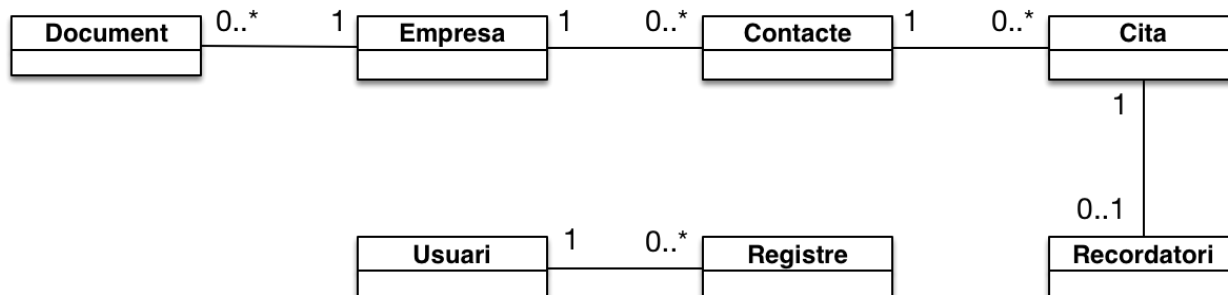 Document 0..* 1 Empresa 1 0..* Contacte 1 0..* Cita
1
0..1
Usuari 1 0..* Registre Recordatori